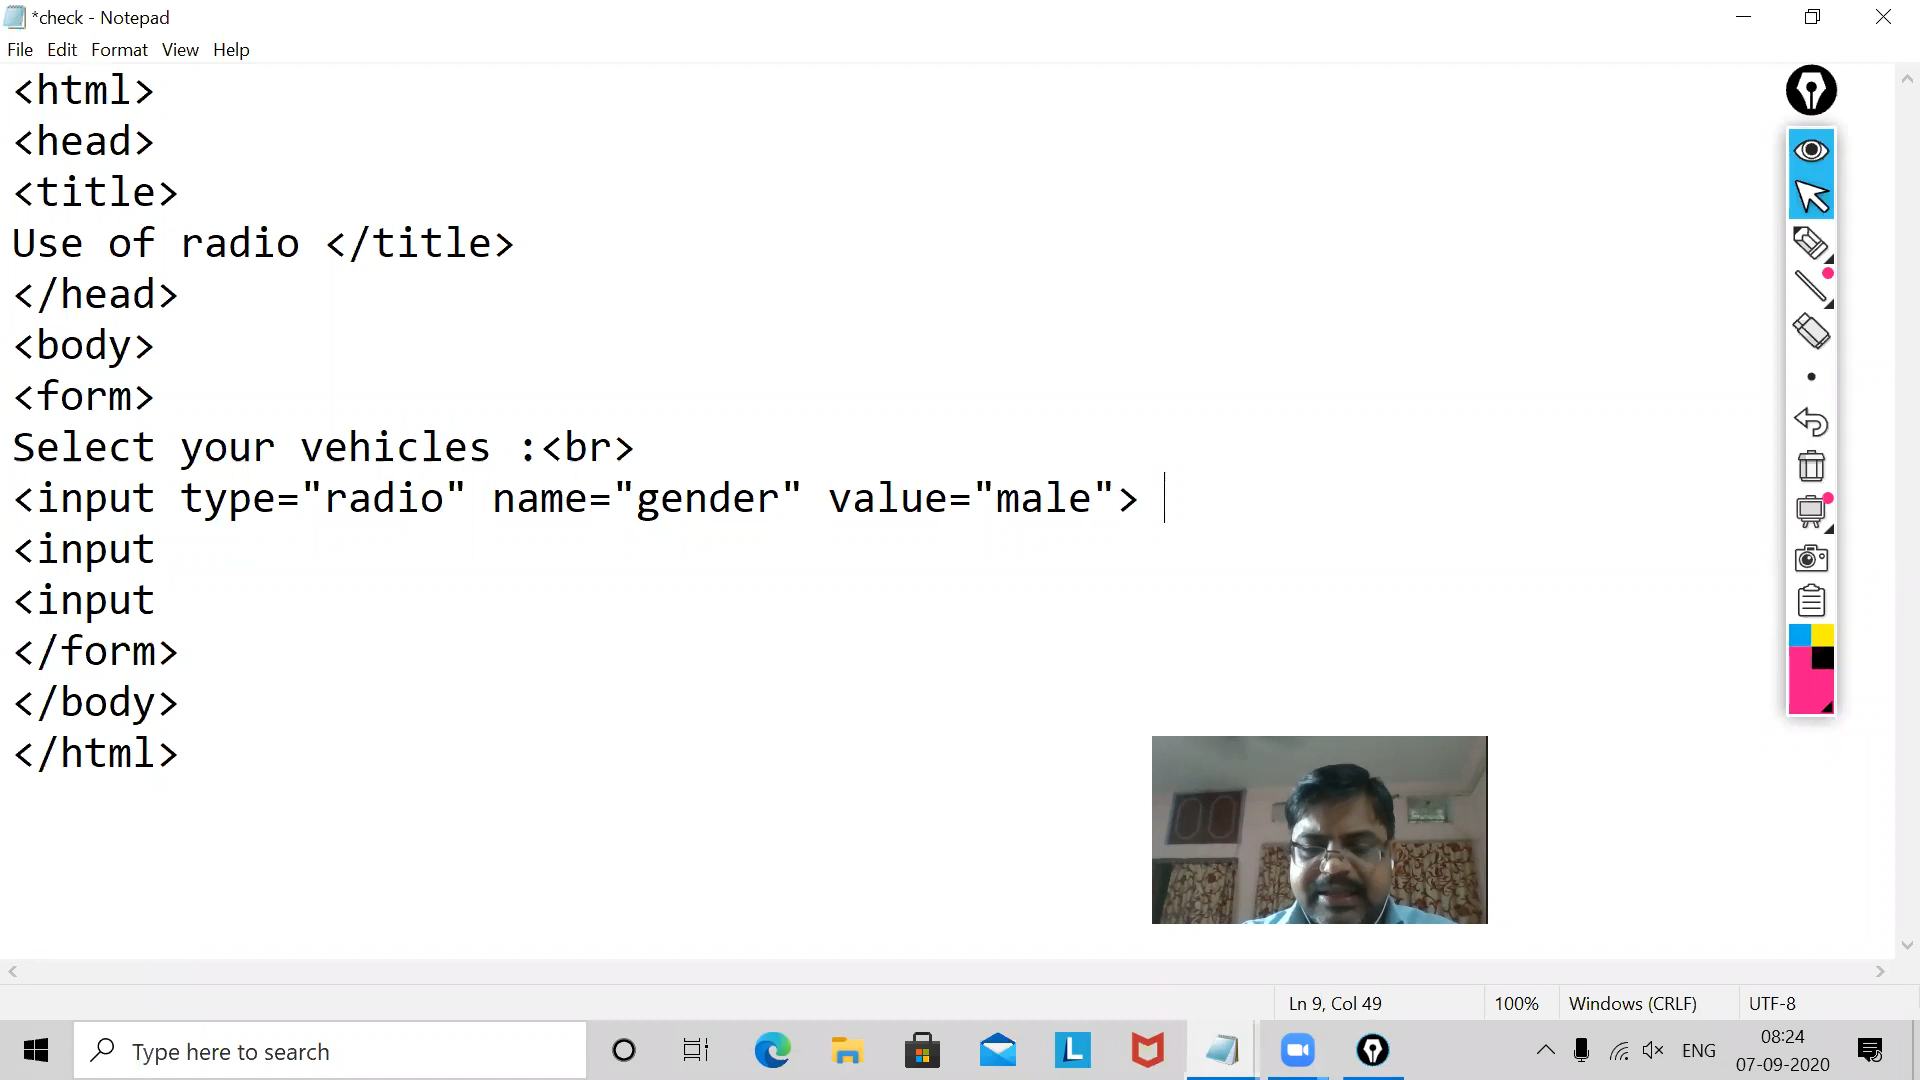 *check - Notepad
File Edit Format View Help
<html>
<head>
<title>
Use of radio </title>
</head>
<body>
<form>
Select your vehicles :<br>
<input type="radio" name="gender" value="male">
<input
<input
</form>
</body>
</html>
Ln 9, Col 49 100% Windows (CRLF) UTF-8
Type here to search L ENG 08:24
07-09-2020